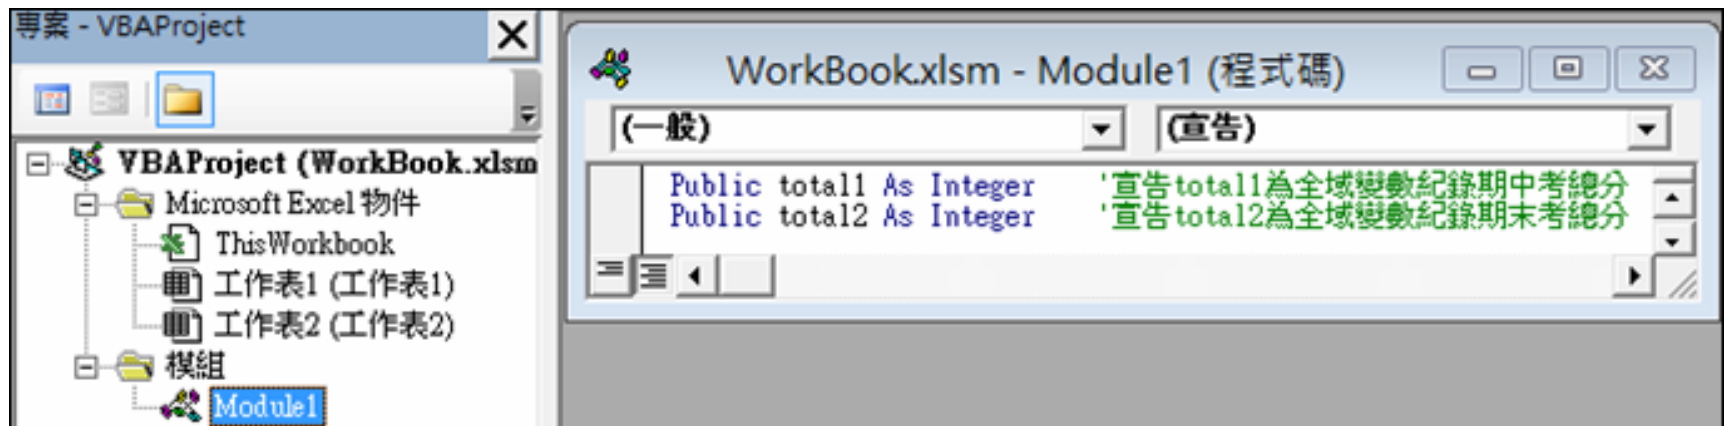 專案 - VBAProject
VBAProject (WorkBook.xlsm
Microsoft Excel 物件
ThisWorkbook
工作表1 (工作表1)
工作表2 (工作表2)
模組
Module1
WorkBook.xlsm - Module1 (程式碼)
(一般)
(宣告)
Public total1 As Integer '宣告total1為全域變數紀錄期中考總分
Public total2 As Integer '宣告total2為全域變數紀錄期末考總分